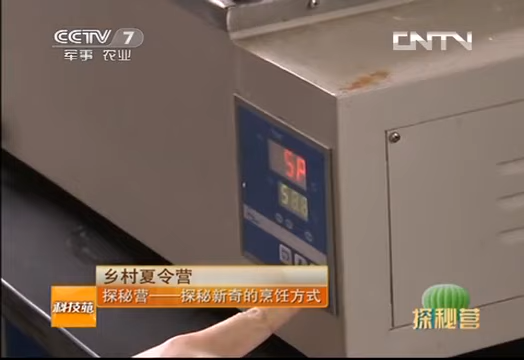 CCTV 7
CNTV
军事 农业
SP
乡村夏令营
探秘营——探秘新奇的烹饪方式
科技苑
探秘营